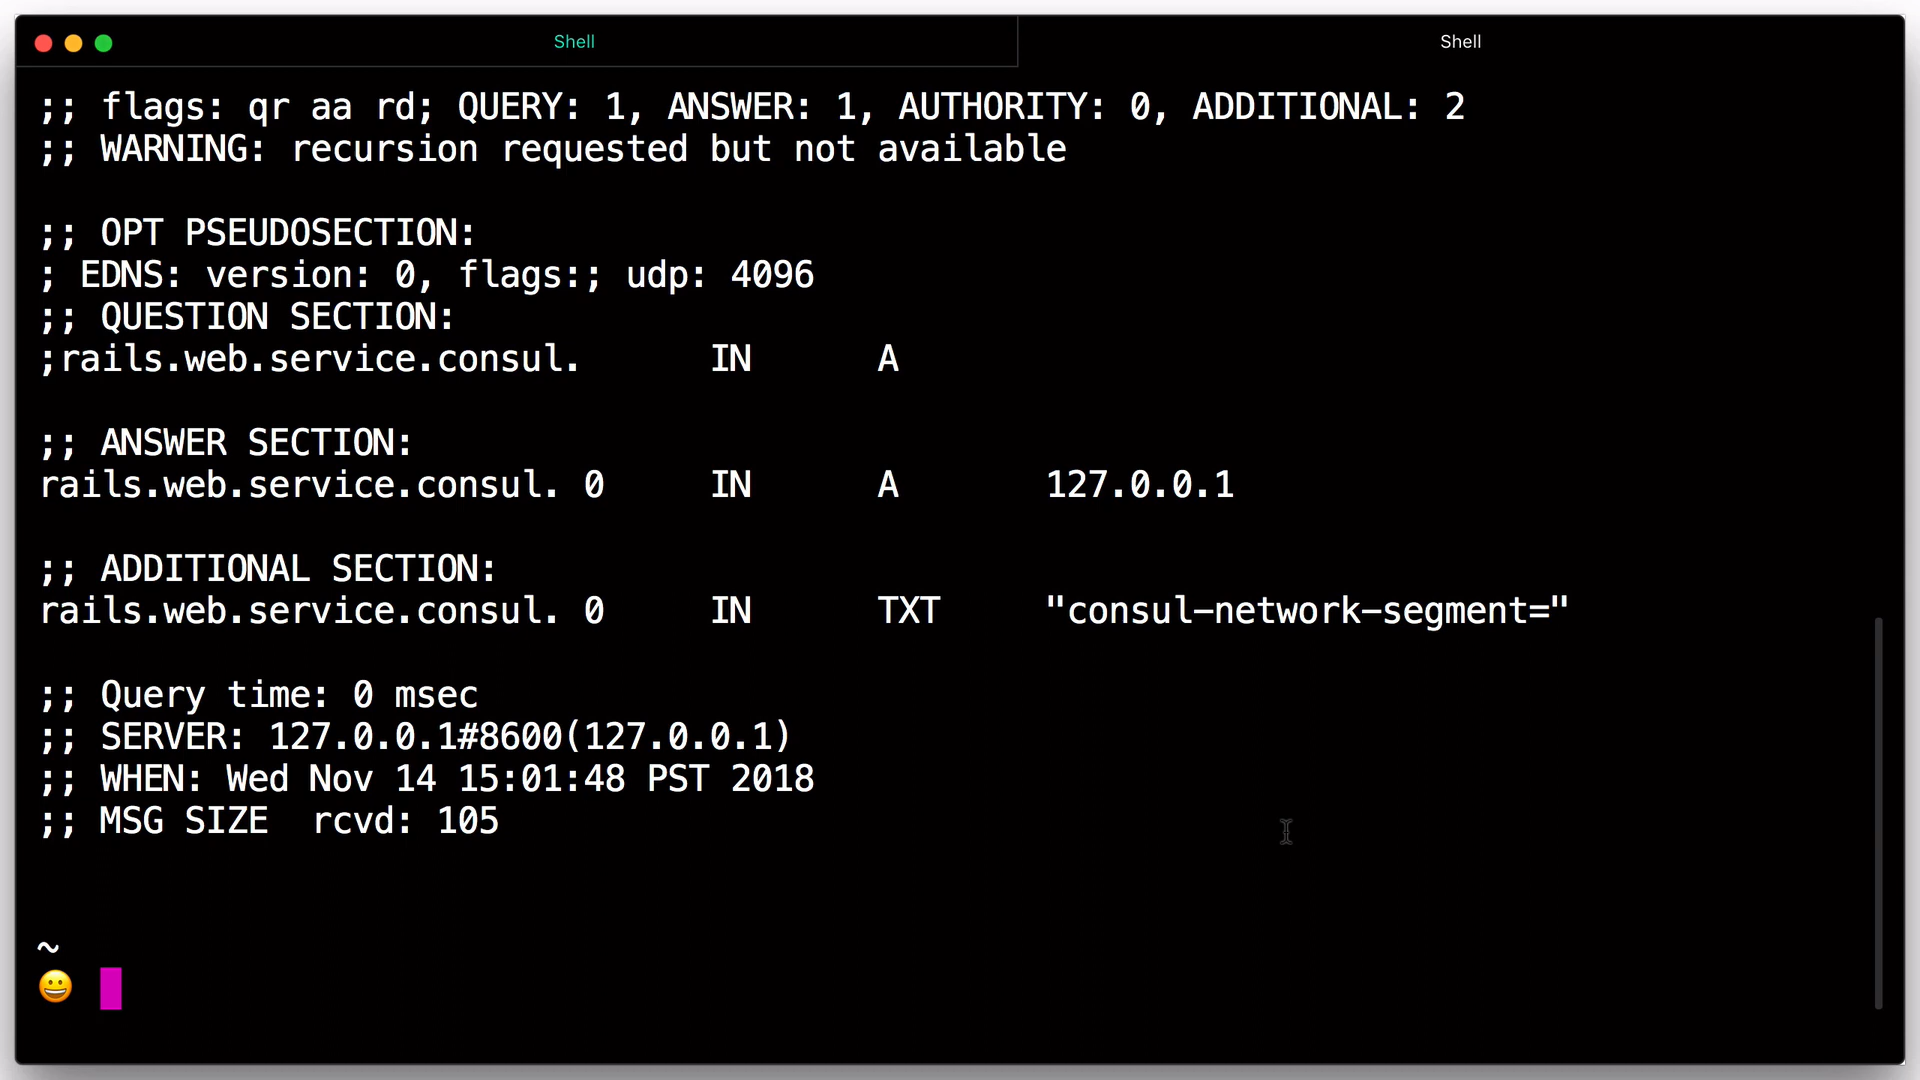 Shell
Shell
;; flags: qr aa rd; QUERY: 1, ANSWER: 1, AUTHORITY: 0, ADDITIONAL: 2
;; WARNING: recursion requested but not available
;; OPT PSEUDOSECTION:
; EDNS: version: 0, flags:; udp: 4096
;; QUESTION SECTION:
;rails.web.service.consul. IN A
;; ANSWER SECTION:
rails.web.service.consul. 0 IN A 127.0.0.1
;; ADDITIONAL SECTION:
rails.web.service.consul. 0 IN TXT "consul-network-segment="
;; Query time: 0 msec
;; SERVER: 127.0.0.1#8600(127.0.0.1)
;; WHEN: Wed Nov 14 15:01:48 PST 2018
;; MSG SIZE  rcvd: 105
~
😀